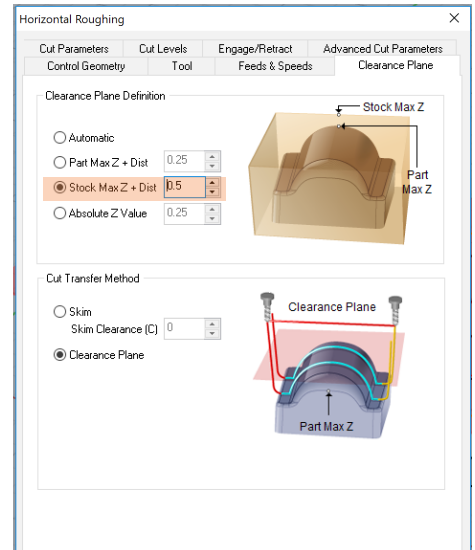 Horizontal Roughing
Cut Parameters Cut Levels Engage/Retract Advanced Cut Parameters
Control Geometry Tool Feeds & Speeds Clearance Plane
Clearance Plane Definition
Automatic
Part Max Z + Dist 0.25
Stock Max Z + Dist 0.5
Absolute Z Value 0.25
Stock Max Z
Part
Max Z
Cut Transfer Method
Skim
Skim Clearance (C) 0
Clearance Plane
Clearance Plane
Part Max Z